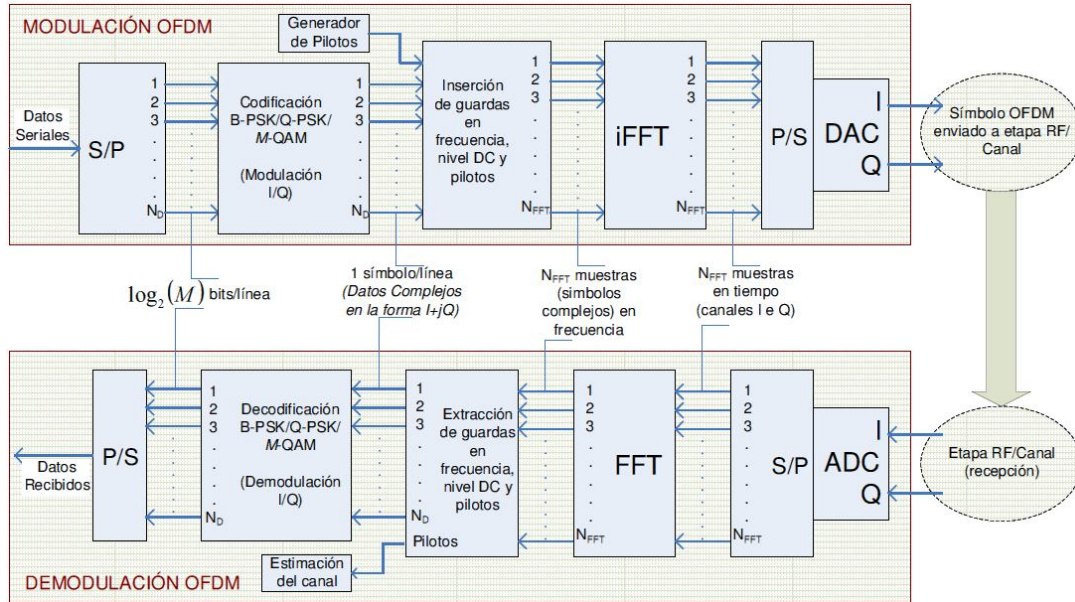 MODULACIÓN OFDM
Generador
de Pilotos
Datos
Seriales
S/P
1
2
3
N_D
Codificación
B-PSK/Q-PSK/
M-QAM
(Modulación
I/Q)
1
2
3
N_D
Inserción
de guardas
en
frecuencia,
nivel DC y
pilotos
1
2
3
N_FFT
iFFT
1
2
3
N_FFT
P/S
DAC
I
Q
Símbolo OFDM
enviado a etapa RF/
Canal
log₂(M) bits/línea
1 símbolo/línea
(Datos Complejos
en la forma I+jQ)
N_FFT muestras
(simbolos
complejos) en
frecuencia
N_FFT muestras
en tiempo
(canales I e Q)
P/S
Datos
Recibidos
1
2
3
N_D
Decodificación
B-PSK/Q-PSK/
M-QAM
(Demodulación
I/Q)
1
2
3
N_D
Extracción
de guardas
en
frecuencia,
nivel DC y
pilotos
Pilotos
Estimación
del canal
1
2
3
N_FFT
FFT
1
2
3
N_FFT
S/P
ADC
I
Q
Etapa RF/Canal
(recepción)
DEMODULACIÓN OFDM